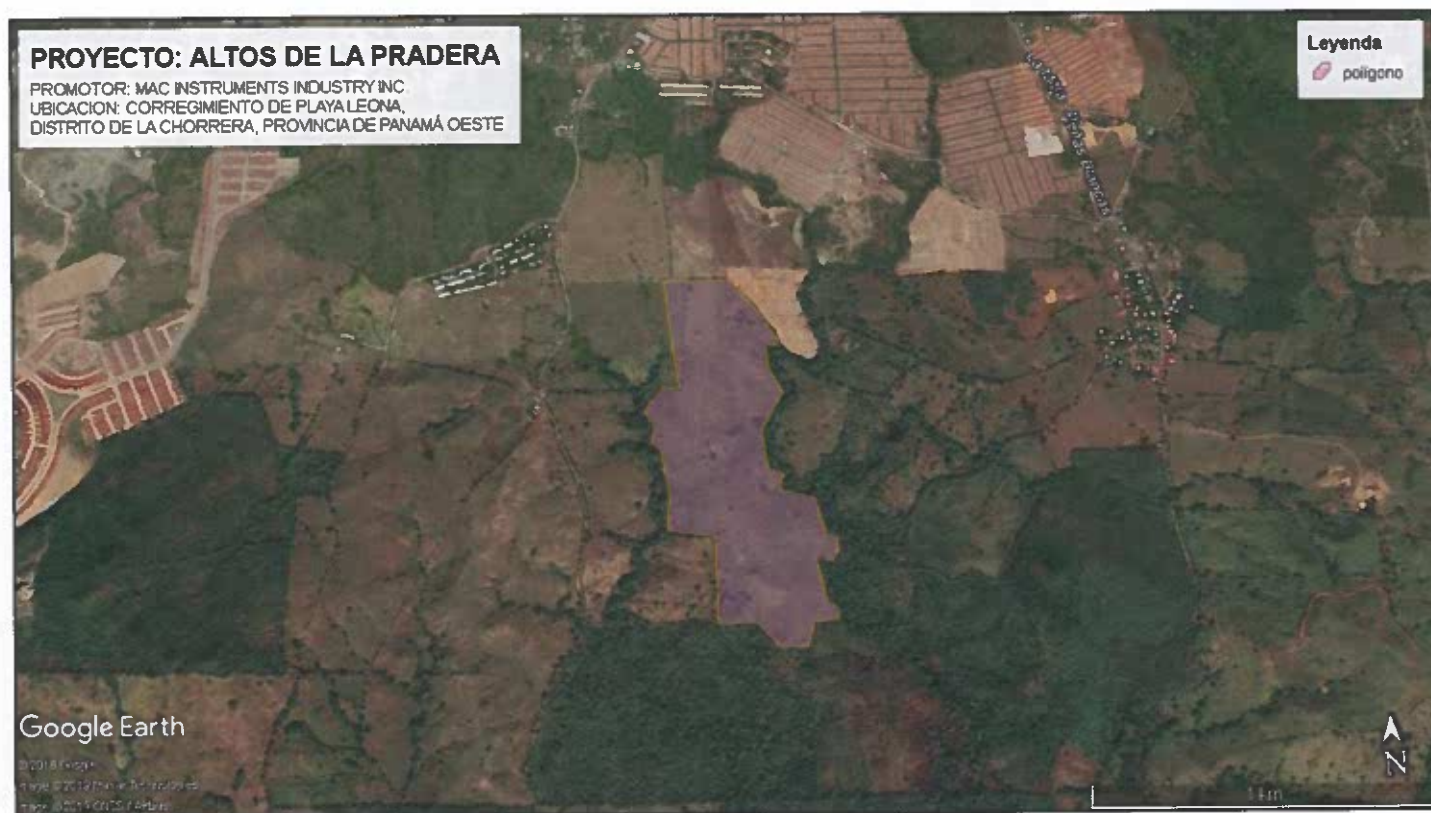 PROYECTO: ALTOS DE LA PRADERA
PROMOTOR: MAC INSTRUMENTS INDUSTRY INC
UBICACION: CORREGIMIENTO DE PLAYA LEONA,
DISTRITO DE LA CHORRERA, PROVINCIA DE PANAMÁ OESTE
Leyenda
polígono
Google Earth
N